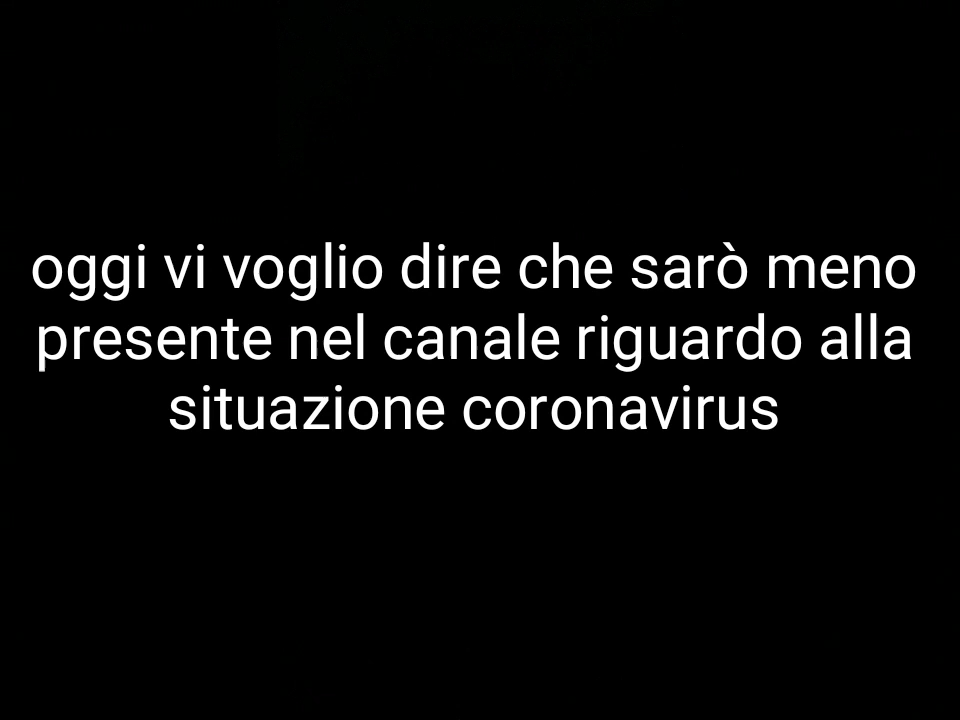 oggi vi voglio dire che sarò meno
presente nel canale riguardo alla
situazione coronavirus